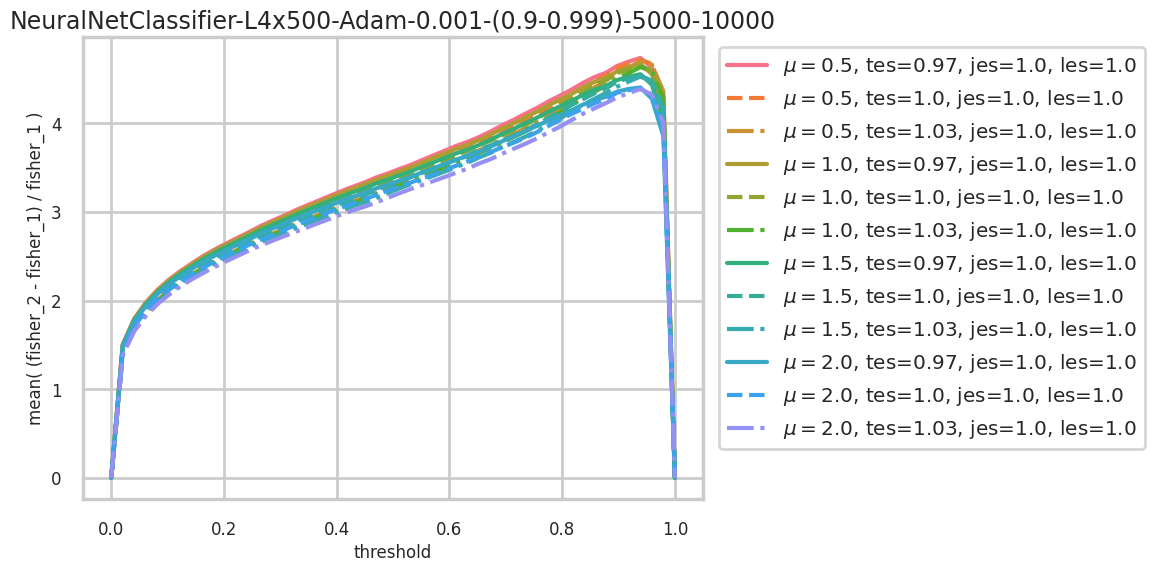 NeuralNetClassifier-L4x500-Adam-0.001-(0.9-0.999)-5000-10000
mean( (fisher_2 - fisher_1) / fisher_1 )
4
3
2
1
0
0.0 0.2 0.4 0.6 0.8 1.0
threshold
μ = 0.5, tes=0.97, jes=1.0, les=1.0
μ = 0.5, tes=1.0, jes=1.0, les=1.0
μ = 0.5, tes=1.03, jes=1.0, les=1.0
μ = 1.0, tes=0.97, jes=1.0, les=1.0
μ = 1.0, tes=1.0, jes=1.0, les=1.0
μ = 1.0, tes=1.03, jes=1.0, les=1.0
μ = 1.5, tes=0.97, jes=1.0, les=1.0
μ = 1.5, tes=1.0, jes=1.0, les=1.0
μ = 1.5, tes=1.03, jes=1.0, les=1.0
μ = 2.0, tes=0.97, jes=1.0, les=1.0
μ = 2.0, tes=1.0, jes=1.0, les=1.0
μ = 2.0, tes=1.03, jes=1.0, les=1.0